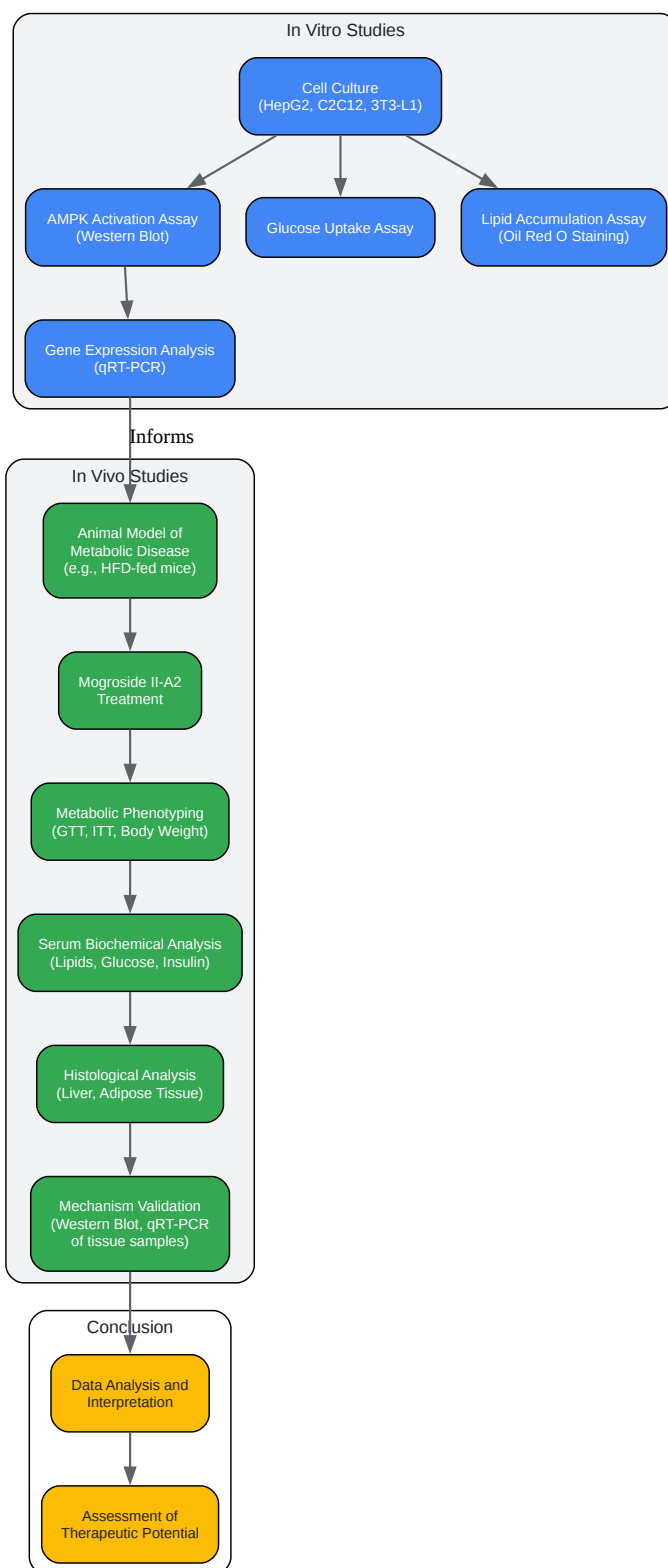 In Vitro Studies
Cell Culture
(HepG2, C2C12, 3T3-L1)
AMPK Activation Assay
(Western Blot)
Glucose Uptake Assay
Lipid Accumulation Assay
(Oil Red O Staining)
Gene Expression Analysis
(qRT-PCR)
Informs
In Vivo Studies
Animal Model of
Metabolic Disease
(e.g., HFD-fed mice)
Mogroside II-A2
Treatment
Metabolic Phenotyping
(GTT, ITT, Body Weight)
Serum Biochemical Analysis
(Lipids, Glucose, Insulin)
Histological Analysis
(Liver, Adipose Tissue)
Mechanism Validation
(Western Blot, qRT-PCR
of tissue samples)
Conclusion
Data Analysis and
Interpretation
Assessment of
Therapeutic Potential